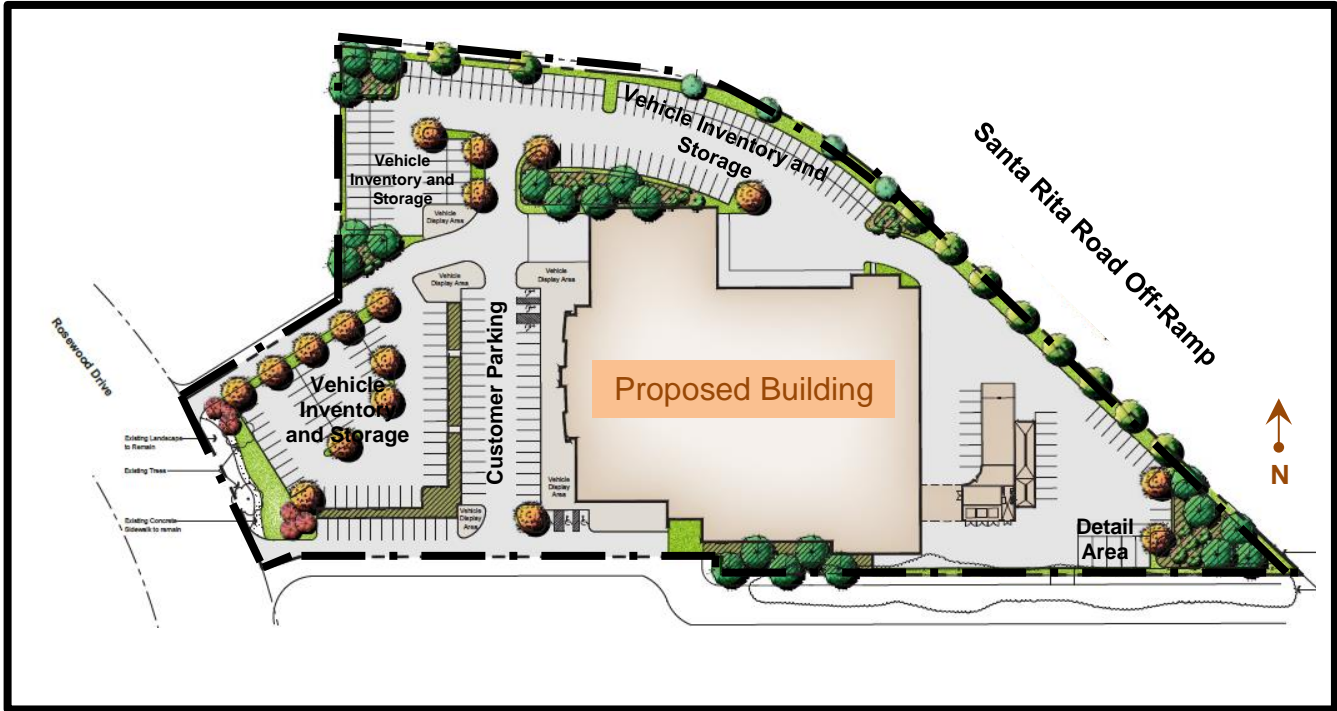 Vehicle Inventory and
Storage
Santa Rita Road Off-Ramp
Vehicle
Inventory and
Storage
Vehicle
Display Area
Vehicle
Display Area
Vehicle
Display Area
Rosewood Drive
Customer Parking
Proposed Building
Vehicle
Inventory
and Storage
N
Existing Landscape
to Remain
Existing Trees
Existing Concrete
Sidewalk to remain
Vehicle
Display
Area
Vehicle
Display
Area
Detail
Area